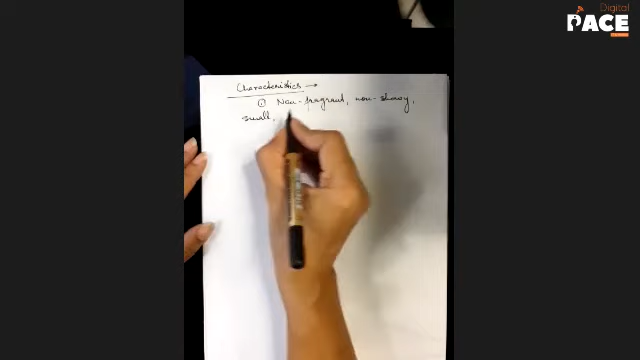 Digital
PACE
Characteristics →
① Non-fragrant, non-showy,
small,